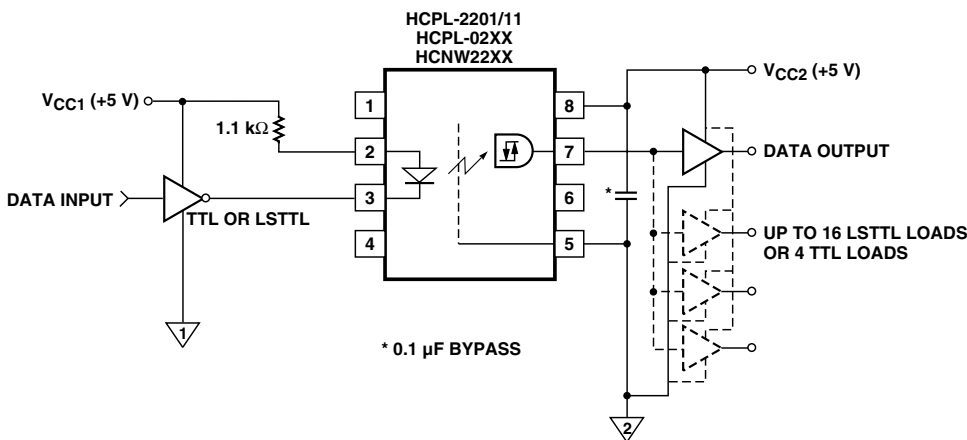 HCPL-2201/11
HCPL-02XX
HCNW22XX
VCC1 (+5 V)
1.1 kΩ
DATA INPUT
TTL OR LSTTL
1
1
2
3
4
8
7
6
5
*
VCC2 (+5 V)
DATA OUTPUT
UP TO 16 LSTTL LOADS
OR 4 TTL LOADS
* 0.1 µF BYPASS
2